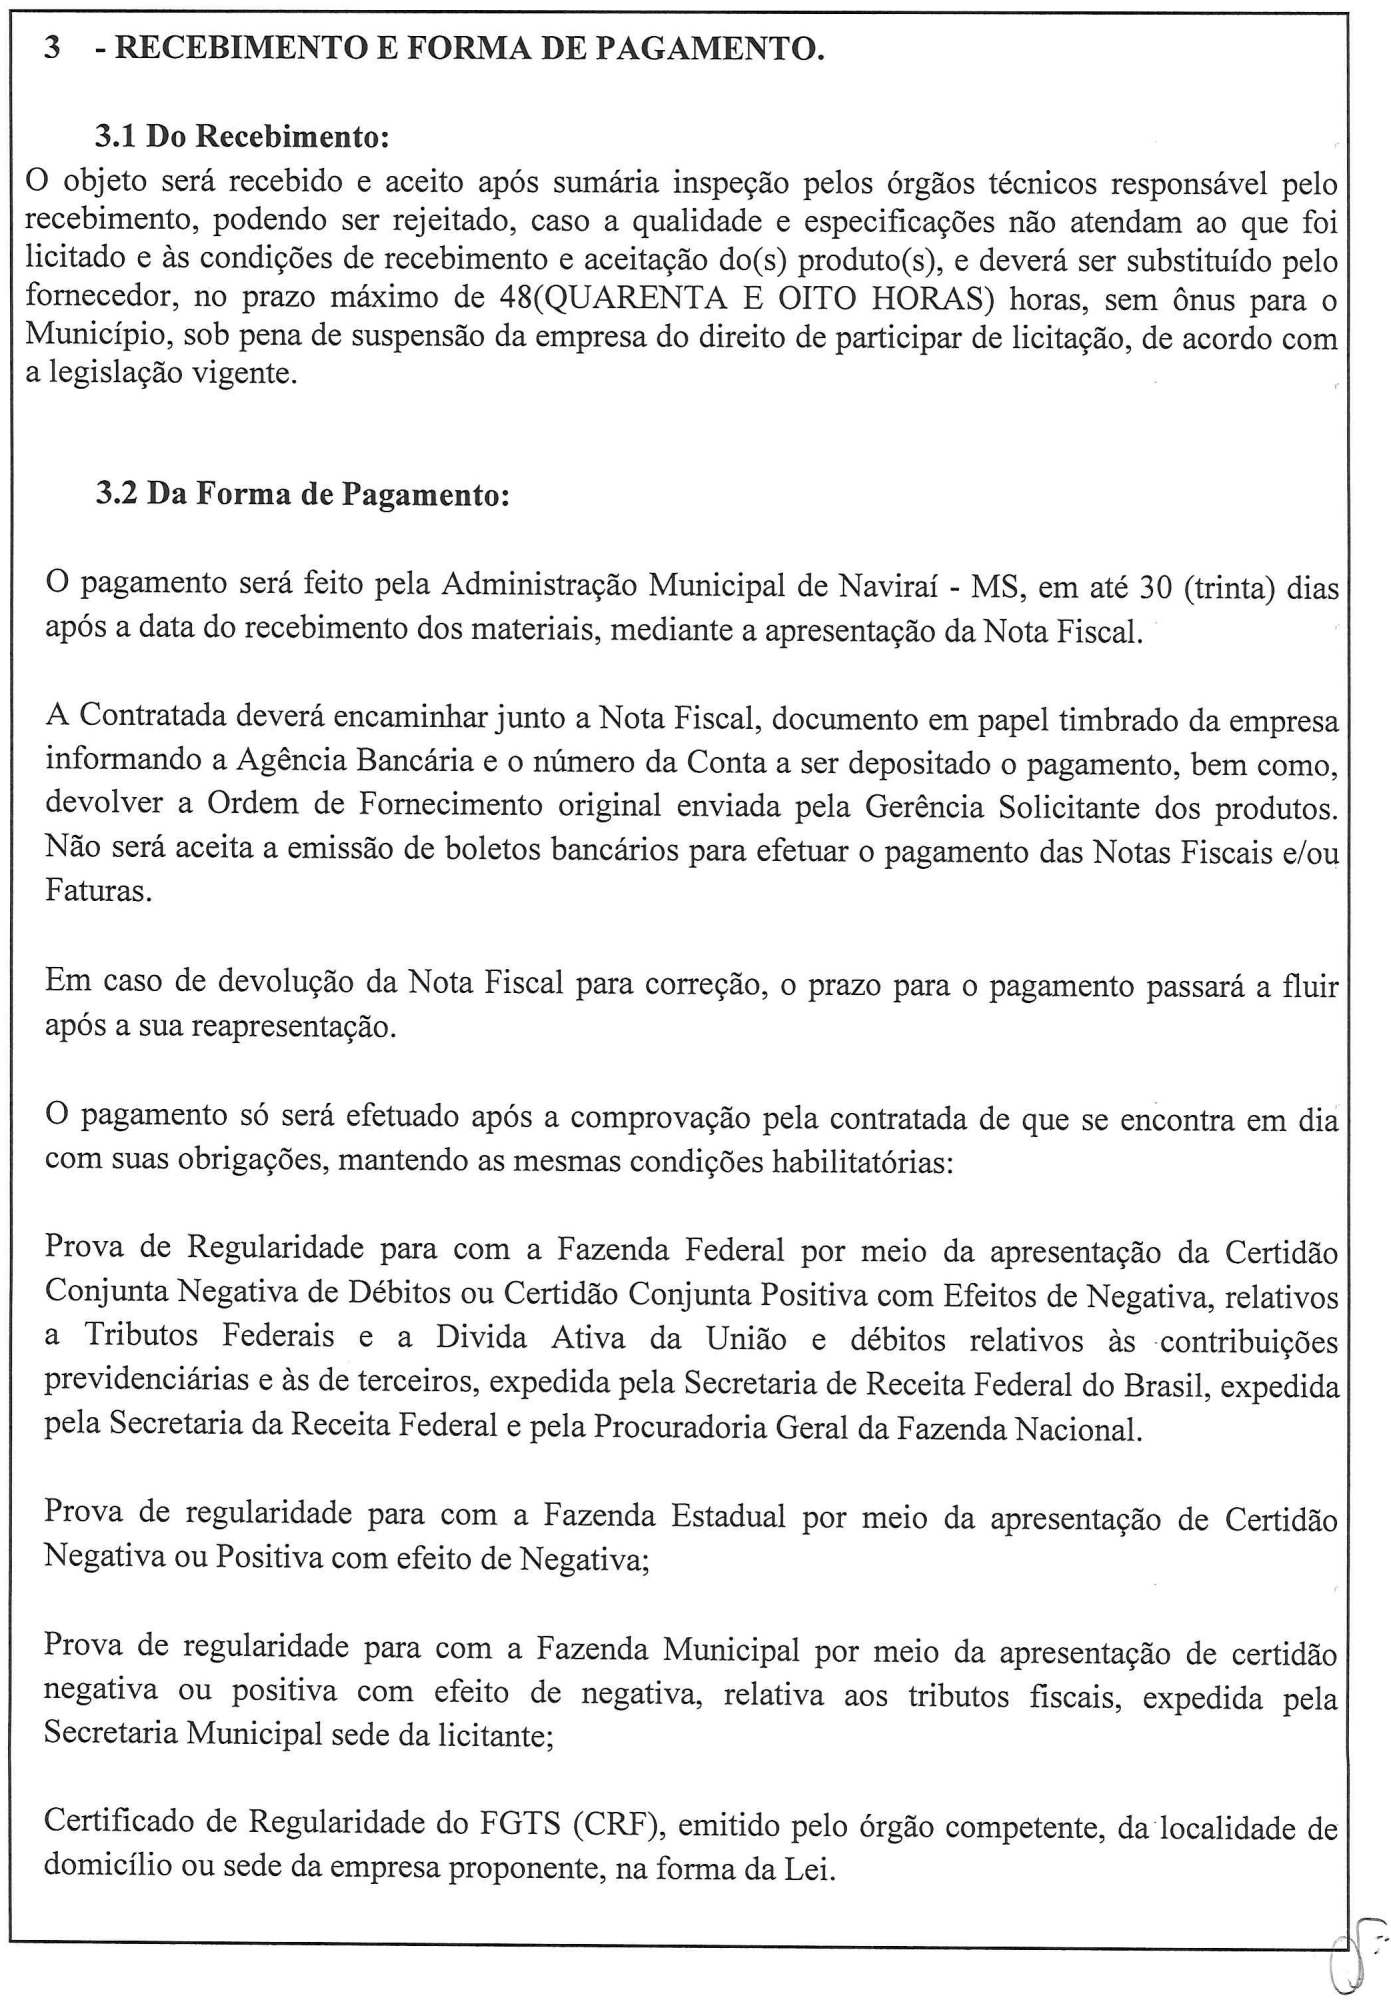 3 - RECEBIMENTO E FORMA DE PAGAMENTO.
3.1 Do Recebimento:
O objeto será recebido e aceito após sumária inspeção pelos órgãos técnicos responsável pelo
recebimento, podendo ser rejeitado, caso a qualidade e especificações não atendam ao que foi
licitado e às condições de recebimento e aceitação do(s) produto(s), e deverá ser substituído pelo
fornecedor, no prazo máximo de 48(QUARENTA E OITO HORAS) horas, sem ônus para o
Município, sob pena de suspensão da empresa do direito de participar de licitação, de acordo com
a legislação vigente.
3.2 Da Forma de Pagamento:
O pagamento será feito pela Administração Municipal de Naviraí - MS, em até 30 (trinta) dias
após a data do recebimento dos materiais, mediante a apresentação da Nota Fiscal.
A Contratada deverá encaminhar junto a Nota Fiscal, documento em papel timbrado da empresa
informando a Agência Bancária e o número da Conta a ser depositado o pagamento, bem como,
devolver a Ordem de Fornecimento original enviada pela Gerência Solicitante dos produtos.
Não será aceita a emissão de boletos bancários para efetuar o pagamento das Notas Fiscais e/ou
Faturas.
Em caso de devolução da Nota Fiscal para correção, o prazo para o pagamento passará a fluir
após a sua reapresentação.
O pagamento só será efetuado após a comprovação pela contratada de que se encontra em dia
com suas obrigações, mantendo as mesmas condições habilitatórias:
Prova de Regularidade para com a Fazenda Federal por meio da apresentação da Certidão
Conjunta Negativa de Débitos ou Certidão Conjunta Positiva com Efeitos de Negativa, relativos
a Tributos Federais e a Divida Ativa da União e débitos relativos às contribuições
previdenciárias e às de terceiros, expedida pela Secretaria de Receita Federal do Brasil, expedida
pela Secretaria da Receita Federal e pela Procuradoria Geral da Fazenda Nacional.
Prova de regularidade para com a Fazenda Estadual por meio da apresentação de Certidão
Negativa ou Positiva com efeito de Negativa;
Prova de regularidade para com a Fazenda Municipal por meio da apresentação de certidão
negativa ou positiva com efeito de negativa, relativa aos tributos fiscais, expedida pela
Secretaria Municipal sede da licitante;
Certificado de Regularidade do FGTS (CRF), emitido pelo órgão competente, da localidade de
domicílio ou sede da empresa proponente, na forma da Lei.